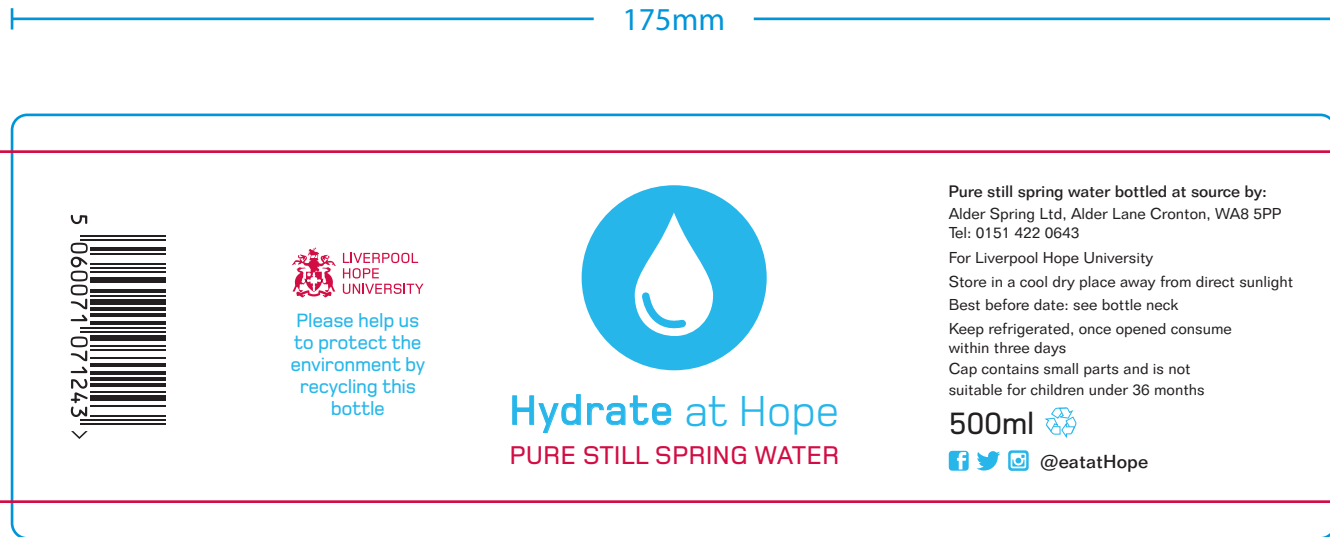 175mm
5 060071 071243 >
LIVERPOOL
HOPE
UNIVERSITY
Please help us
to protect the
environment by
recycling this
bottle
Hydrate at Hope
PURE STILL SPRING WATER
Pure still spring water bottled at source by:
Alder Spring Ltd, Alder Lane Cronton, WA8 5PP
Tel: 0151 422 0643
For Liverpool Hope University
Store in a cool dry place away from direct sunlight
Best before date: see bottle neck
Keep refrigerated, once opened consume
within three days
Cap contains small parts and is not
suitable for children under 36 months
500ml
@eatatHope